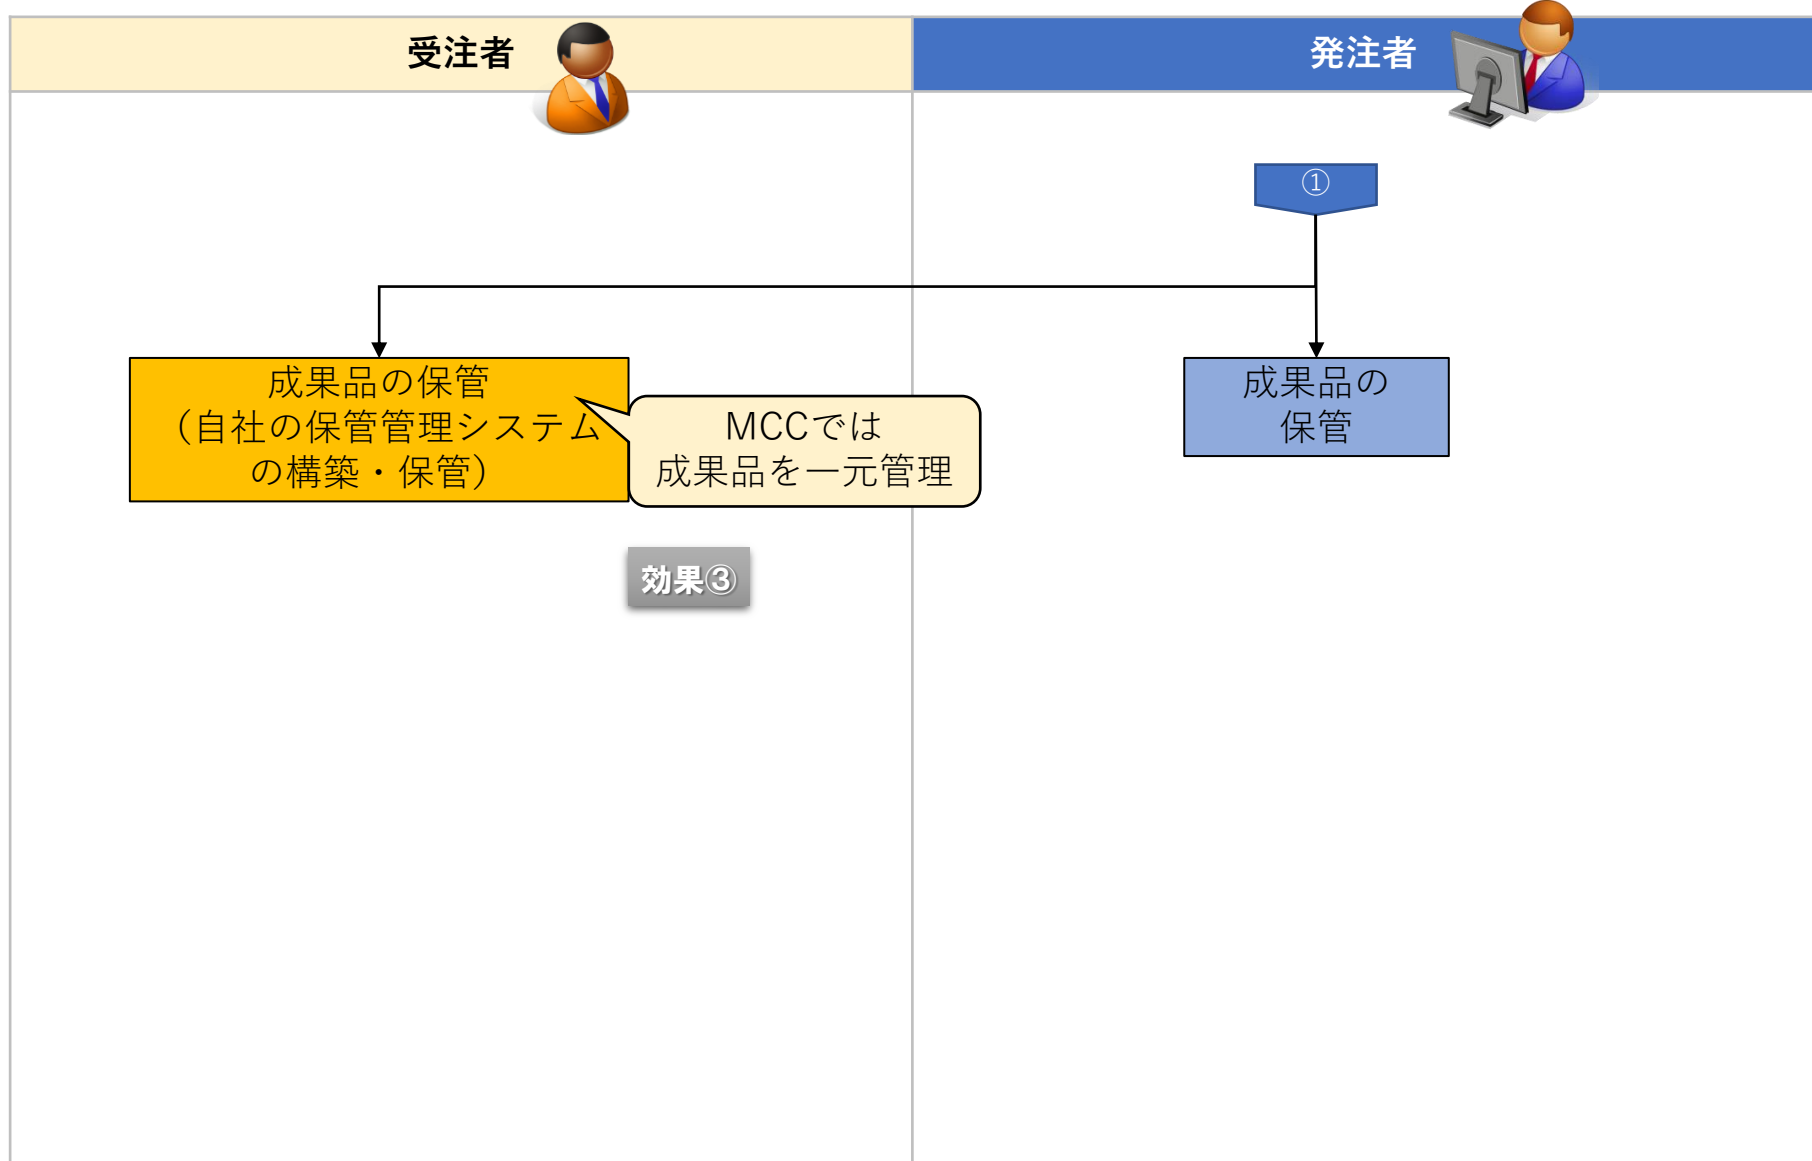 受注者
発注者
①
成果品の保管
（自社の保管管理システム
の構築・保管）
MCCでは
成果品を一元管理
成果品の
保管
効果③